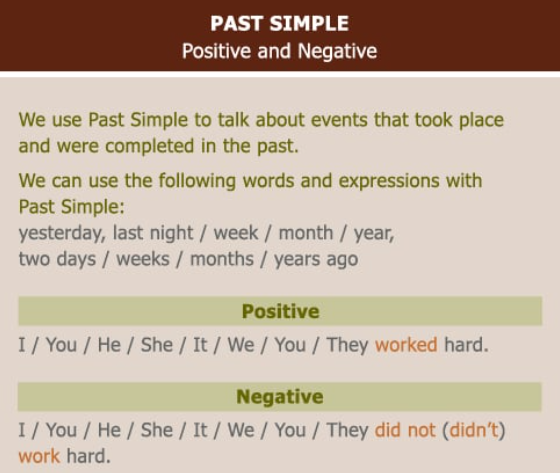 PAST SIMPLE
Positive and Negative
We use Past Simple to talk about events that took place
and were completed in the past.
We can use the following words and expressions with
Past Simple:
yesterday, last night / week / month / year,
two days / weeks / months / years ago
Positive
I / You / He / She / It / We / You / They worked hard.
Negative
I / You / He / She / It / We / You / They did not (didn't)
work hard.